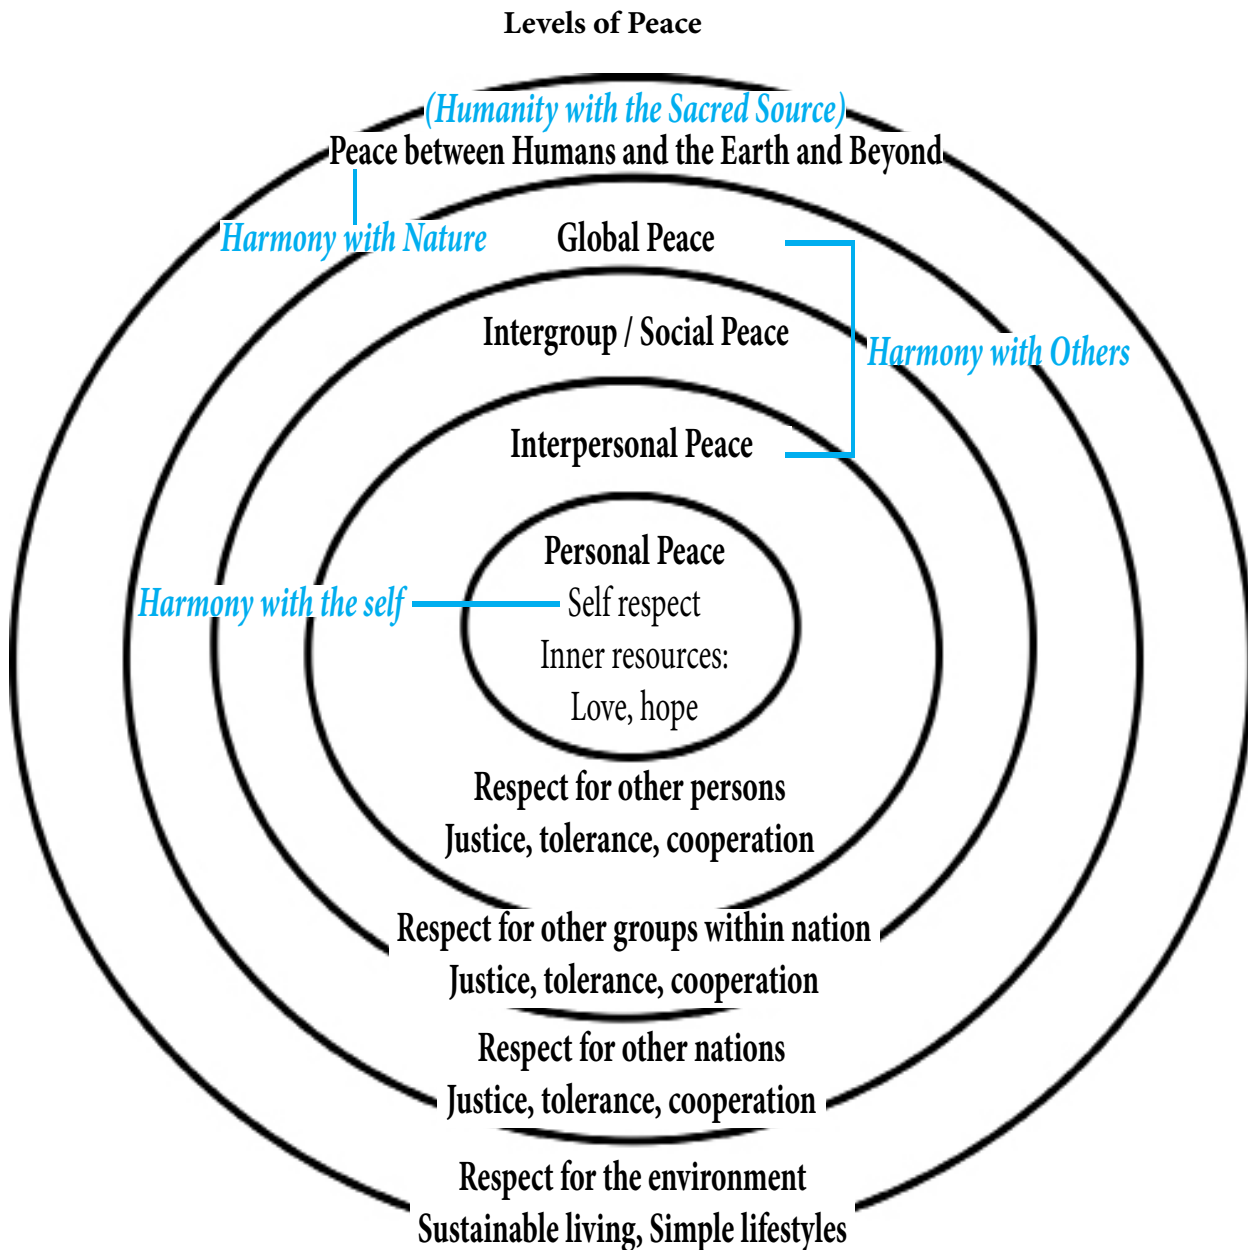 Levels of Peace
(Humanity with the Sacred Source)
Peace between Humans and the Earth and Beyond
Harmony with Nature
Global Peace
Intergroup / Social Peace
Harmony with Others
Interpersonal Peace
Personal Peace
Harmony with the self
Self respect
Inner resources:
Love, hope
Respect for other persons
Justice, tolerance, cooperation
Respect for other groups within nation
Justice, tolerance, cooperation
Respect for other nations
Justice, tolerance, cooperation
Respect for the environment
Sustainable living, Simple lifestyles